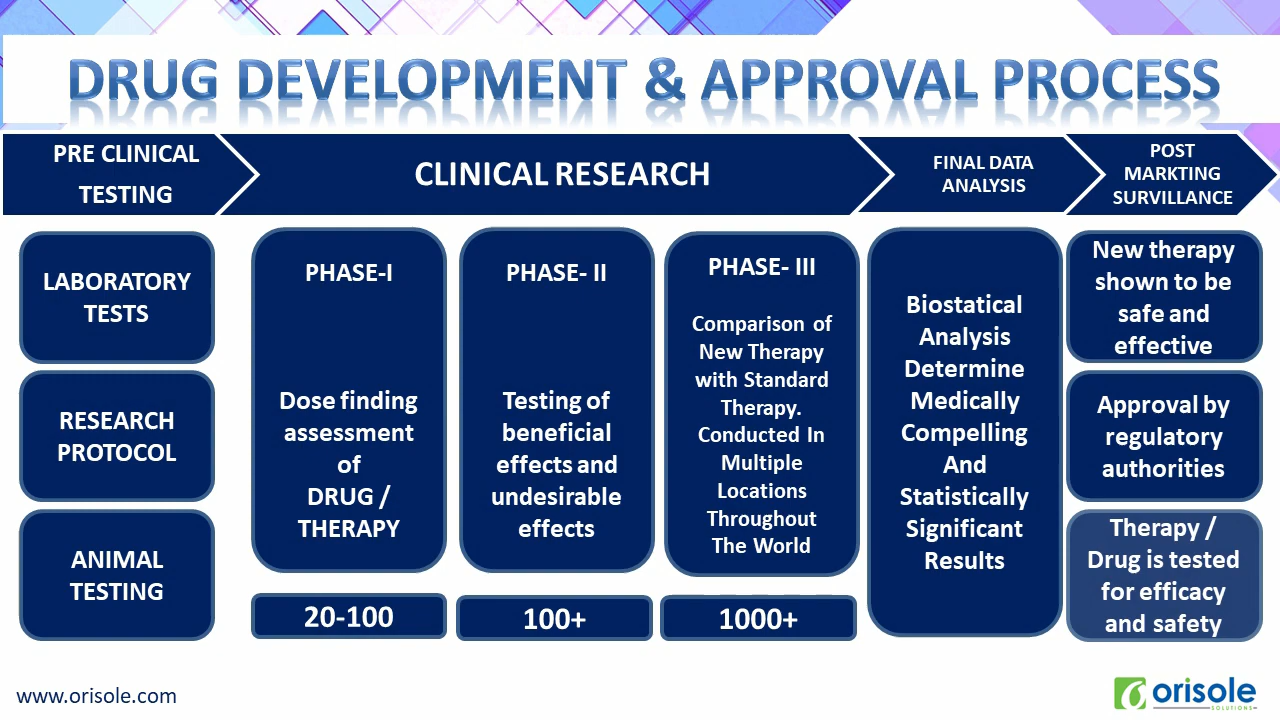 DRUG DEVELOPMENT & APPROVAL PROCESS
PRE CLINICAL
TESTING
CLINICAL RESEARCH
FINAL DATA
ANALYSIS
POST
MARKTING
SURVILLANCE
LABORATORY
TESTS
RESEARCH
PROTOCOL
ANIMAL
TESTING
PHASE-I
Dose finding
assessment
of
DRUG /
THERAPY
20-100
PHASE- II
Testing of
beneficial
effects and
undesirable
effects
100+
PHASE- III
Comparison of
New Therapy
with Standard
Therapy.
Conducted In
Multiple
Locations
Throughout
The World
1000+
Biostatical
Analysis
Determine
Medically
Compelling
And
Statistically
Significant
Results
New therapy
shown to be
safe and
effective
Approval by
regulatory
authorities
Therapy /
Drug is tested
for efficacy
and safety
www.orisole.com
orisole
SOLUTIONS